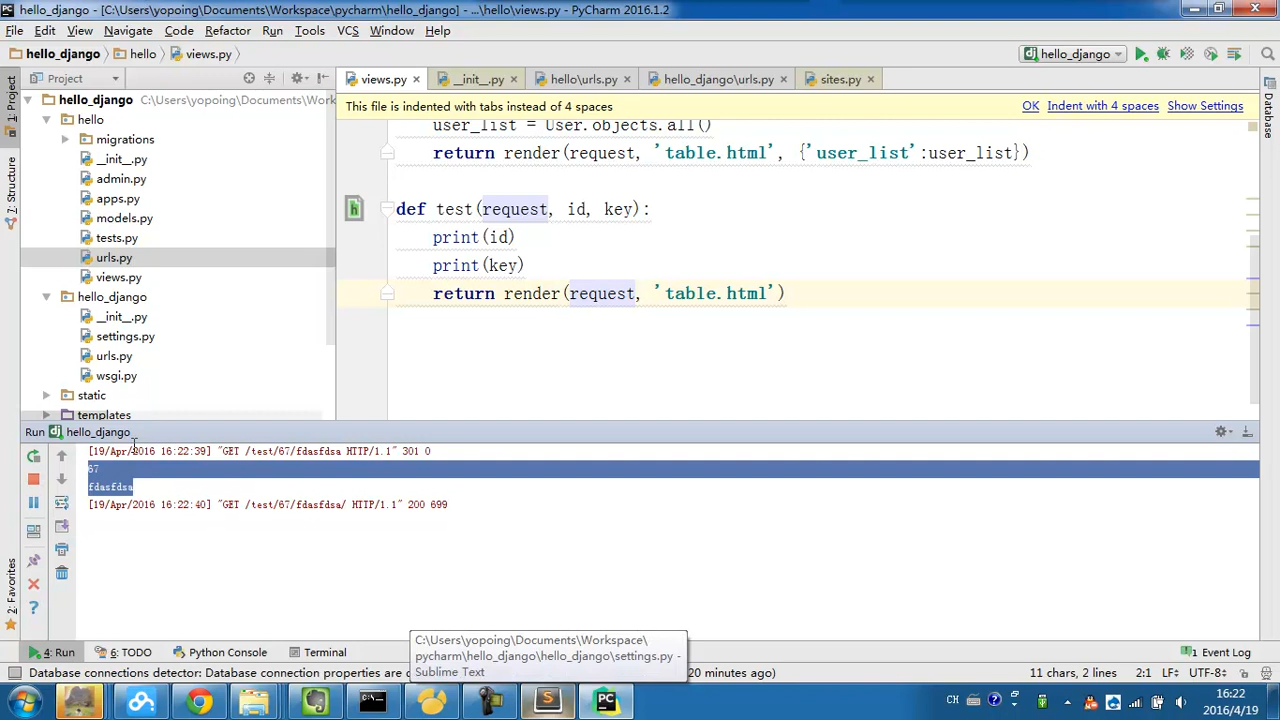 hello_django - [C:\Users\yopoing\Documents\Workspace\pycharm\hello_django] - ...\hello\views.py - PyCharm 2016.1.2
File Edit View Navigate Code Refactor Run Tools VCS Window Help
hello_django hello views.py hello_django
Project views.py __init__.py hello\urls.py hello_django\urls.py sites.py
1: Project
7: Structure
2: Favorites
Database
hello_django C:\Users\yopoing\Documents\Work
hello
migrations
__init__.py
admin.py
apps.py
models.py
tests.py
urls.py
views.py
hello_django
__init__.py
settings.py
urls.py
wsgi.py
static
templates
This file is indented with tabs instead of 4 spaces OK Indent with 4 spaces Show Settings
user_list = User.objects.all()
return render(request, 'table.html', {'user_list':user_list})
def test(request, id, key):
print(id)
print(key)
return render(request, 'table.html')
Run hello_django
[19/Apr/2016 16:22:39] "GET /test/67/fdasfdsa HTTP/1.1" 301 0
67
fdasfdsa
[19/Apr/2016 16:22:40] "GET /test/67/fdasfdsa/ HTTP/1.1" 200 699
C:\Users\yopoing\Documents\Workspace\
pycharm\hello_django\hello_django\settings.py -
Sublime Text
4: Run 6: TODO Python Console Terminal 1 Event Log
Database connections detector: Database connection properties are 20 minutes ago) 11 chars, 2 lines 2:1 LF÷ UTF-8÷
CH 16:22
2016/4/19